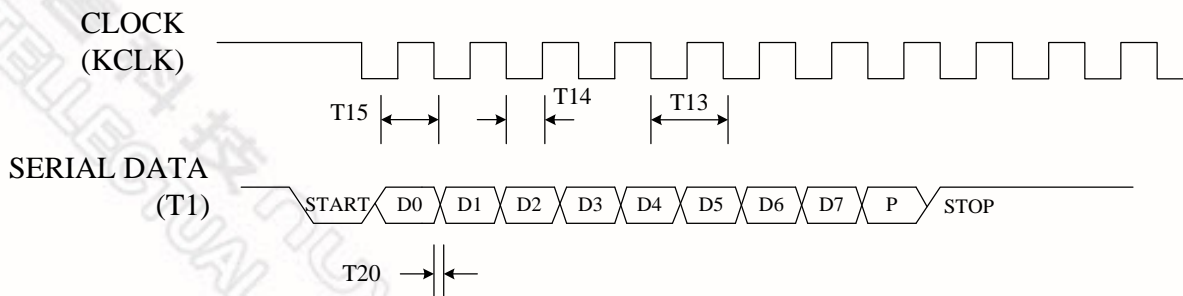 CLOCK
(KCLK)
T15
T14
T13
SERIAL DATA
(T1)
START D0 D1 D2 D3 D4 D5 D6 D7 P STOP
T20